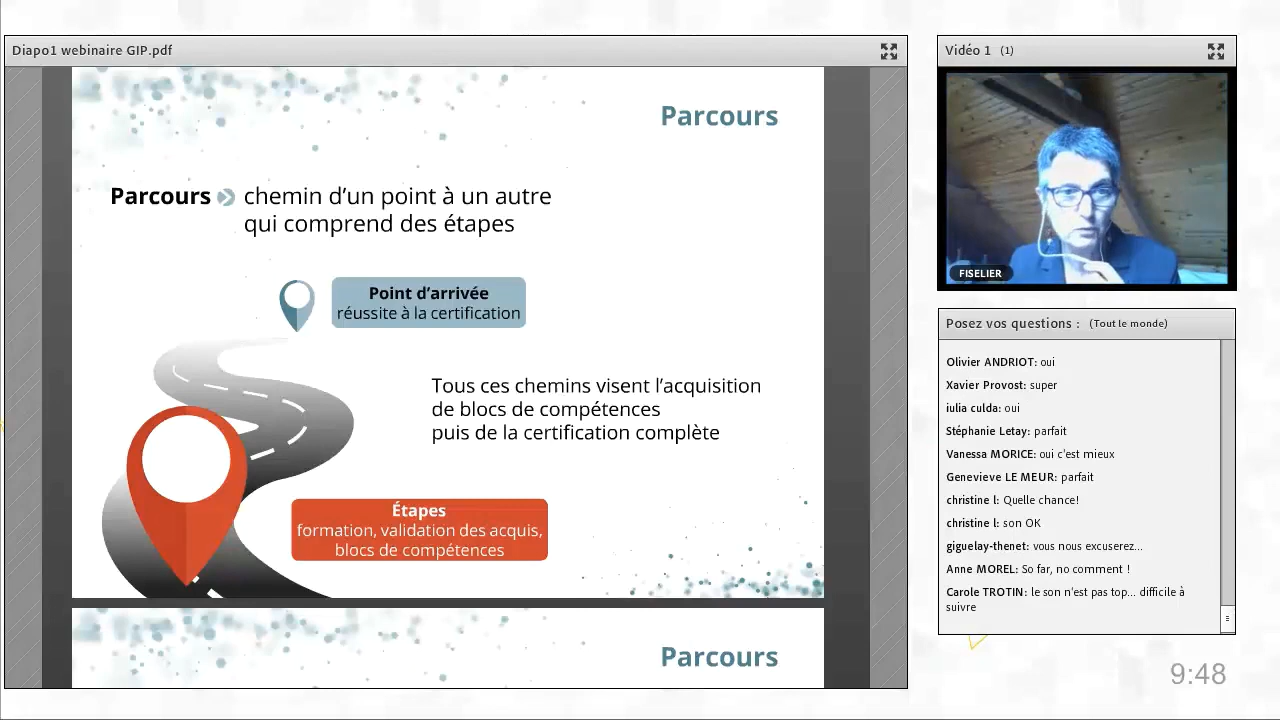 Diapo1 webinaire GIP.pdf
Parcours
Parcours chemin d'un point à un autre
qui comprend des étapes
Point d'arrivée
réussite à la certification
Tous ces chemins visent l'acquisition
de blocs de compétences
puis de la certification complète
Étapes
formation, validation des acquis,
blocs de compétences
Parcours
Vidéo 1 (1)
FISELIER
Posez vos questions : (Tout le monde)
Olivier ANDRIOT: oui
Xavier Provost: super
iulia culda: oui
Stéphanie Letay: parfait
Vanessa MORICE: oui c'est mieux
Genevieve LE MEUR: parfait
christine l: Quelle chance!
christine l: son OK
giguelay-thenet: vous nous excuserez...
Anne MOREL: So far, no comment !
Carole TROTIN: le son n'est pas top... difficile à
suivre
9:48